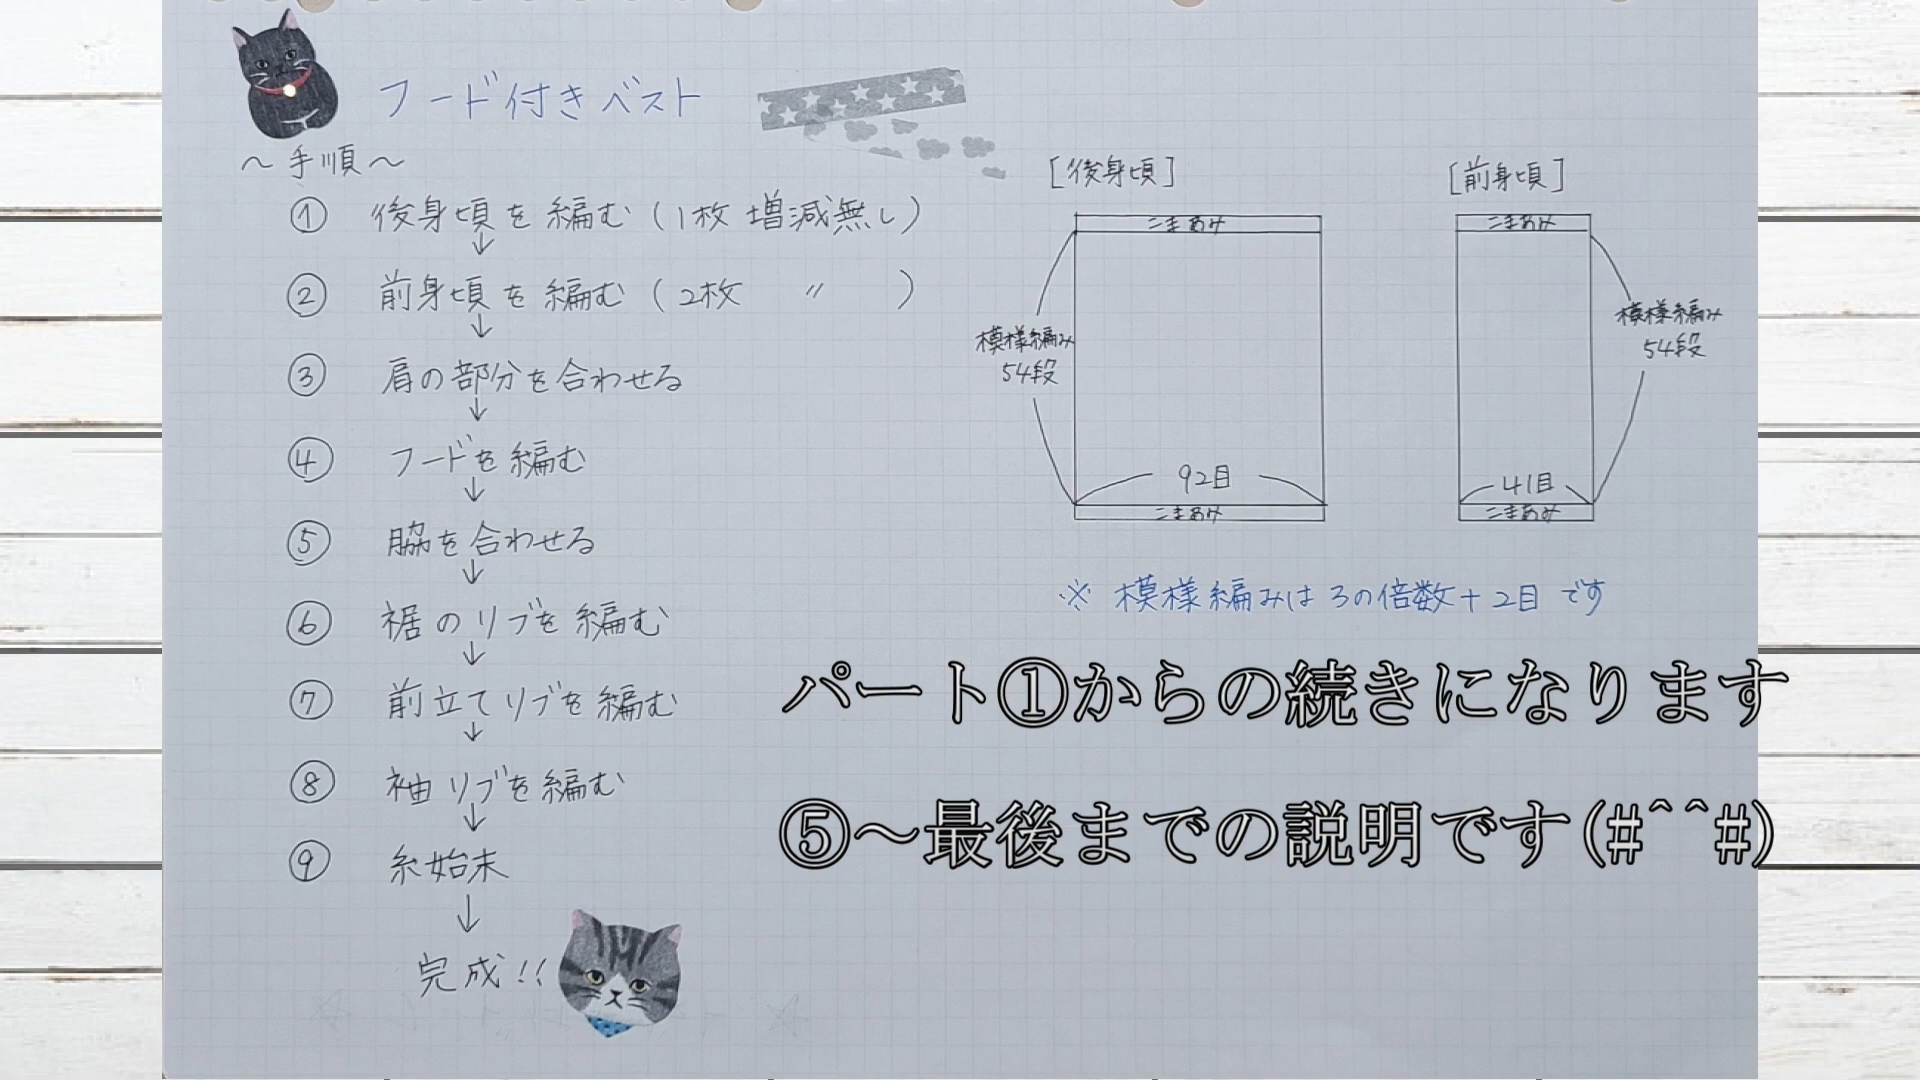 フード付きベスト
～手順～
① 後身頃を編む(1枚 増減無し)
↓
② 前身頃を編む(2枚 〃 )
↓
③ 肩の部分を合わせる
↓
④ フードを編む
↓
⑤ 脇を合わせる
↓
⑥ 裾のリブを編む
↓
⑦ 前立てリブを編む
↓
⑧ 袖リブを編む
↓
⑨ 糸始末
↓
完成!!
[後身頃]
こまあみ
模様編み
54段
92目
こまあみ
[前身頃]
こまあみ
模様編み
54段
41目
こまあみ
※ 模様編みは3の倍数+2目です
パート①からの続きになります
⑤～最後までの説明です(#^^#)